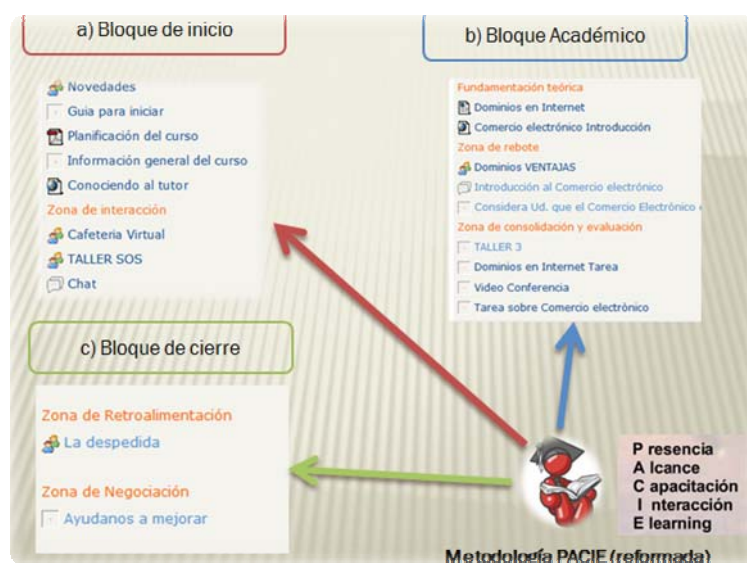 a) Bloque de inicio
Novedades
Guia para iniciar
Planificación del curso
Información general del curso
Conociendo al tutor
Zona de interacción
Cafeteria Virtual
TALLER SOS
Chat
b) Bloque Académico
Fundamentación teórica
Dominios en Internet
Comercio electrónico Introducción
Zona de rebote
Dominios VENTAJAS
Introducción al Comercio electrónico
Considera Ud. que el Comercio Electrónico
Zona de consolidación y evaluación
TALLER 3
Dominios en Internet Tarea
Video Conferencia
Tarea sobre Comercio electrónico
c) Bloque de cierre
Zona de Retroalimentación
La despedida
Zona de Negociación
Ayudanos a mejorar
P resencia
A lcance
C apacitación
I nteracción
E learning
Metodología PACIE (reformada)